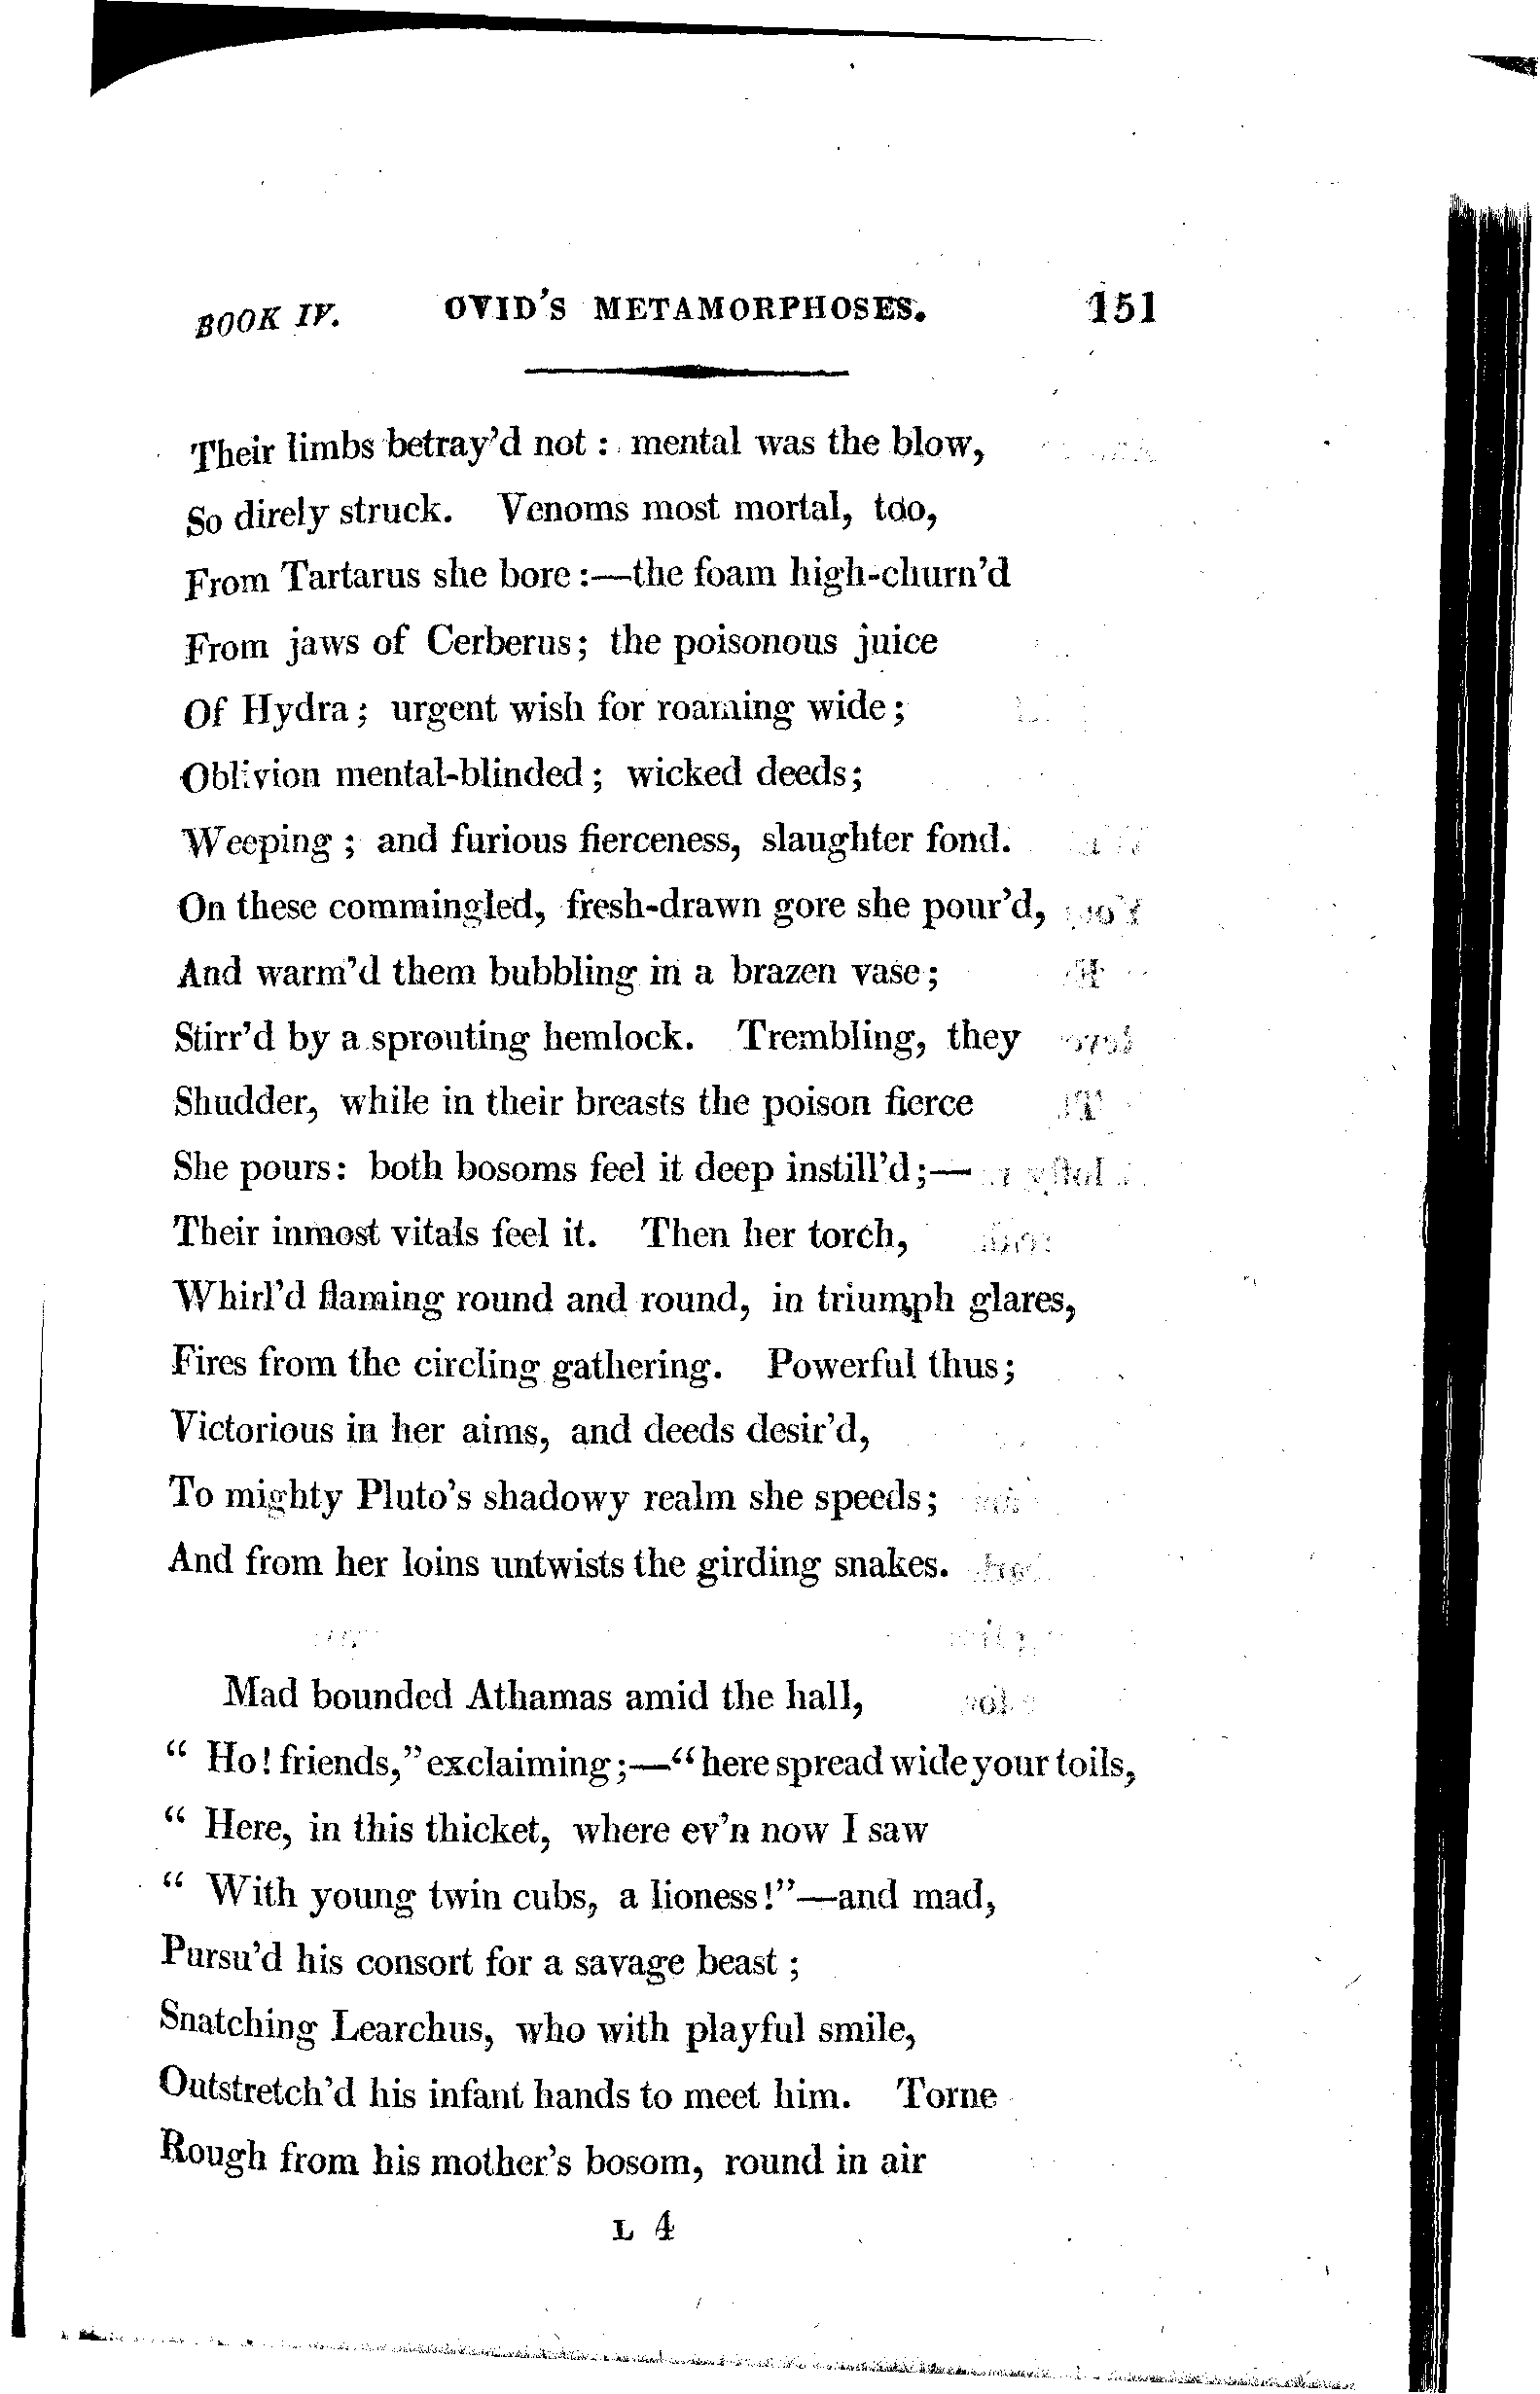 BOOK IV. OVID'S METAMORPHOSES. 151
Their limbs betray'd not: mental was the blow,
So direly struck. Venoms most mortal, too,
From Tartarus she bore:—the foam high-churn'd
From jaws of Cerberus; the poisonous juice
Of Hydra; urgent wish for roaming wide;
Oblivion mental-blinded; wicked deeds;
Weeping; and furious fierceness, slaughter fond.
On these commingled, fresh-drawn gore she pour'd,
And warm'd them bubbling in a brazen vase;
Stirr'd by a sprouting hemlock. Trembling, they
Shudder, while in their breasts the poison fierce
She pours: both bosoms feel it deep instill'd;—
Their inmost vitals feel it. Then her torch,
Whirl'd flaming round and round, in triumph glares,
Fires from the circling gathering. Powerful thus;
Victorious in her aims, and deeds desir'd,
To mighty Pluto's shadowy realm she speeds;
And from her loins untwists the girding snakes.
Mad bounded Athamas amid the hall,
" Ho! friends," exclaiming;—"here spread wide your toils,
" Here, in this thicket, where ev'n now I saw
" With young twin cubs, a lioness!"—and mad,
Pursu'd his consort for a savage beast;
Snatching Learchus, who with playful smile,
Outstretch'd his infant hands to meet him. Torne
Rough from his mother's bosom, round in air
L 4